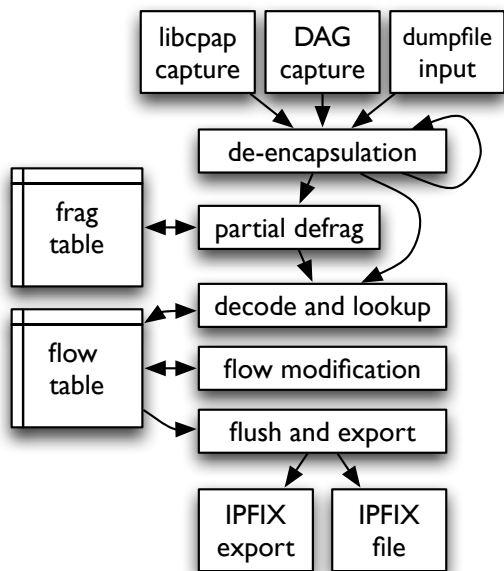 libcpap
capture
DAG
capture
dumpfile
input
de-encapsulation
frag
table
partial defrag
decode and lookup
flow
table
flow modification
flush and export
IPFIX
export
IPFIX
file